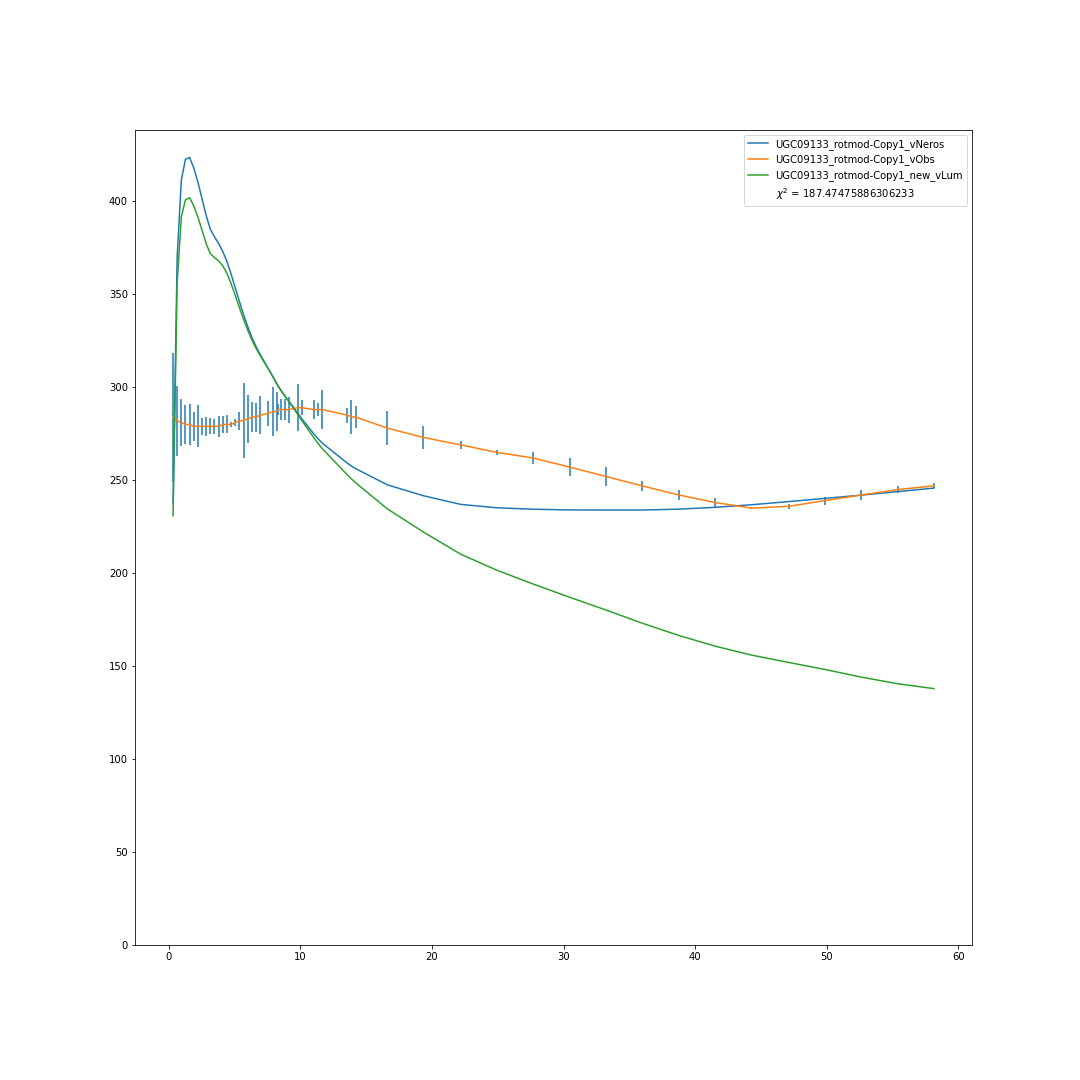 UGC09133_rotmod-Copy1_vNeros
UGC09133_rotmod-Copy1_vObs
UGC09133_rotmod-Copy1_new_vLum
χ² = 187.47475886306233
400
350
300
250
200
150
100
50
0
0 10 20 30 40 50 60